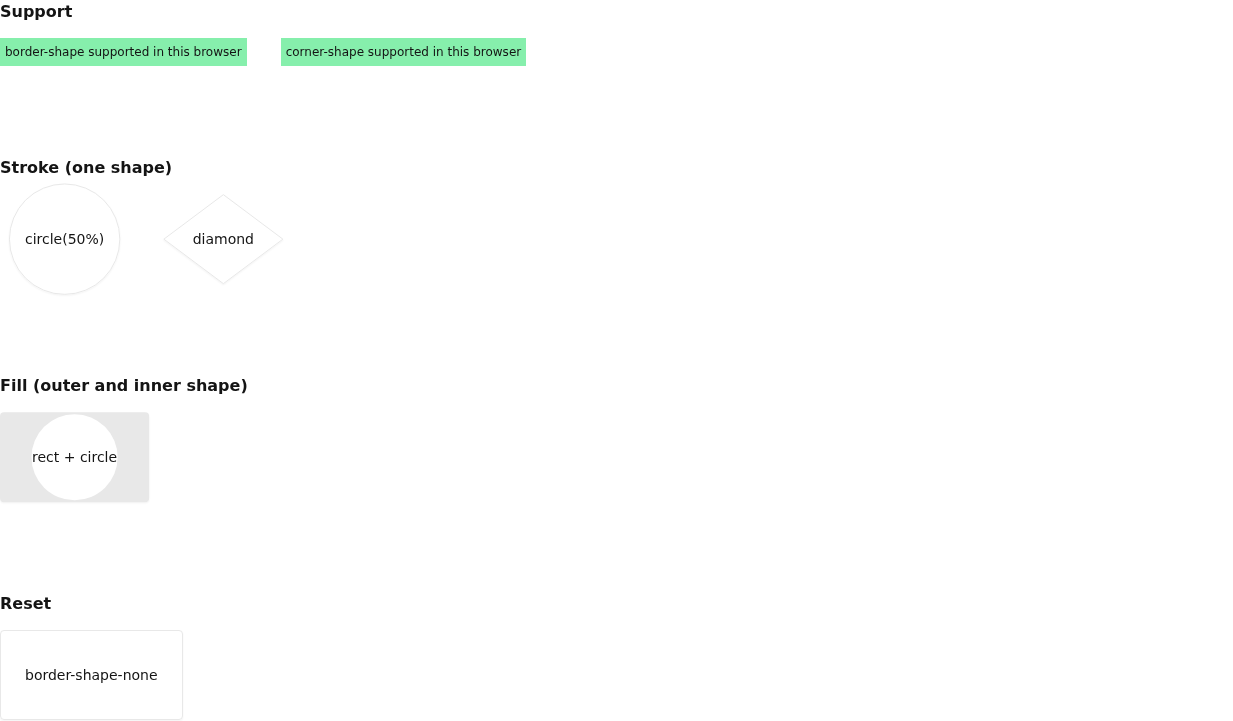 Support
border-shape supported in this browser
corner-shape supported in this browser
Stroke (one shape)
circle(50%)
diamond
Fill (outer and inner shape)
rect + circle
Reset
border-shape-none